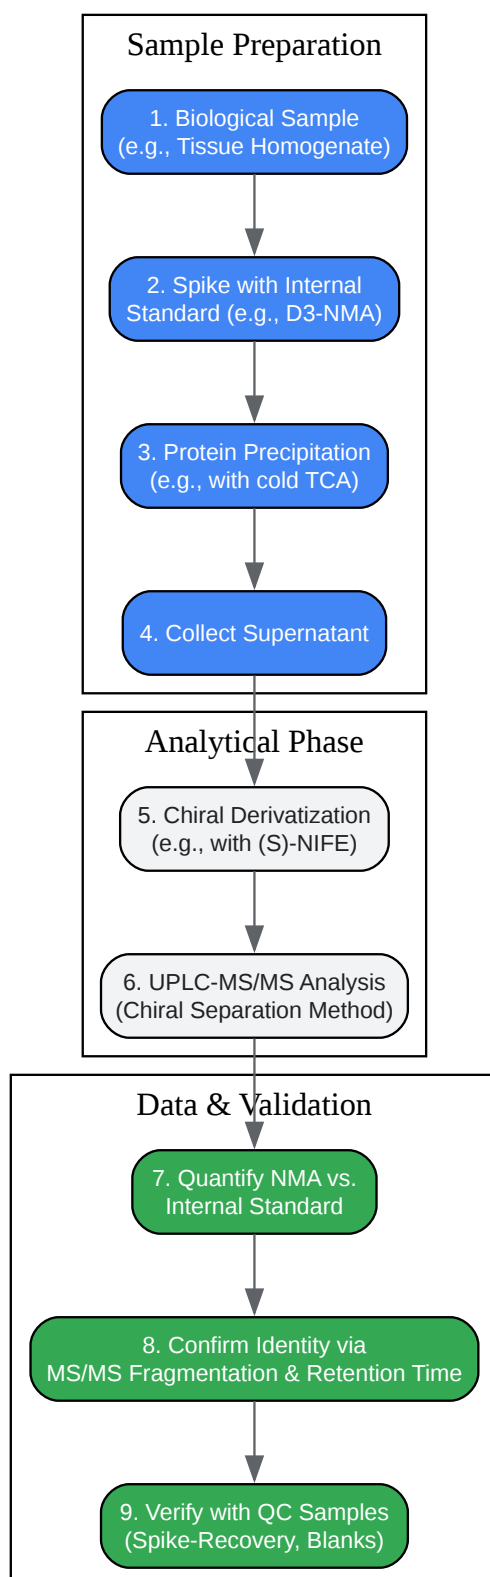 Sample Preparation
1. Biological Sample
(e.g., Tissue Homogenate)
2. Spike with Internal
Standard (e.g., D3-NMA)
3. Protein Precipitation
(e.g., with cold TCA)
4. Collect Supernatant
Analytical Phase
5. Chiral Derivatization
(e.g., with (S)-NIFE)
6. UPLC-MS/MS Analysis
(Chiral Separation Method)
Data & Validation
7. Quantify NMA vs.
Internal Standard
8. Confirm Identity via
MS/MS Fragmentation & Retention Time
9. Verify with QC Samples
(Spike-Recovery, Blanks)